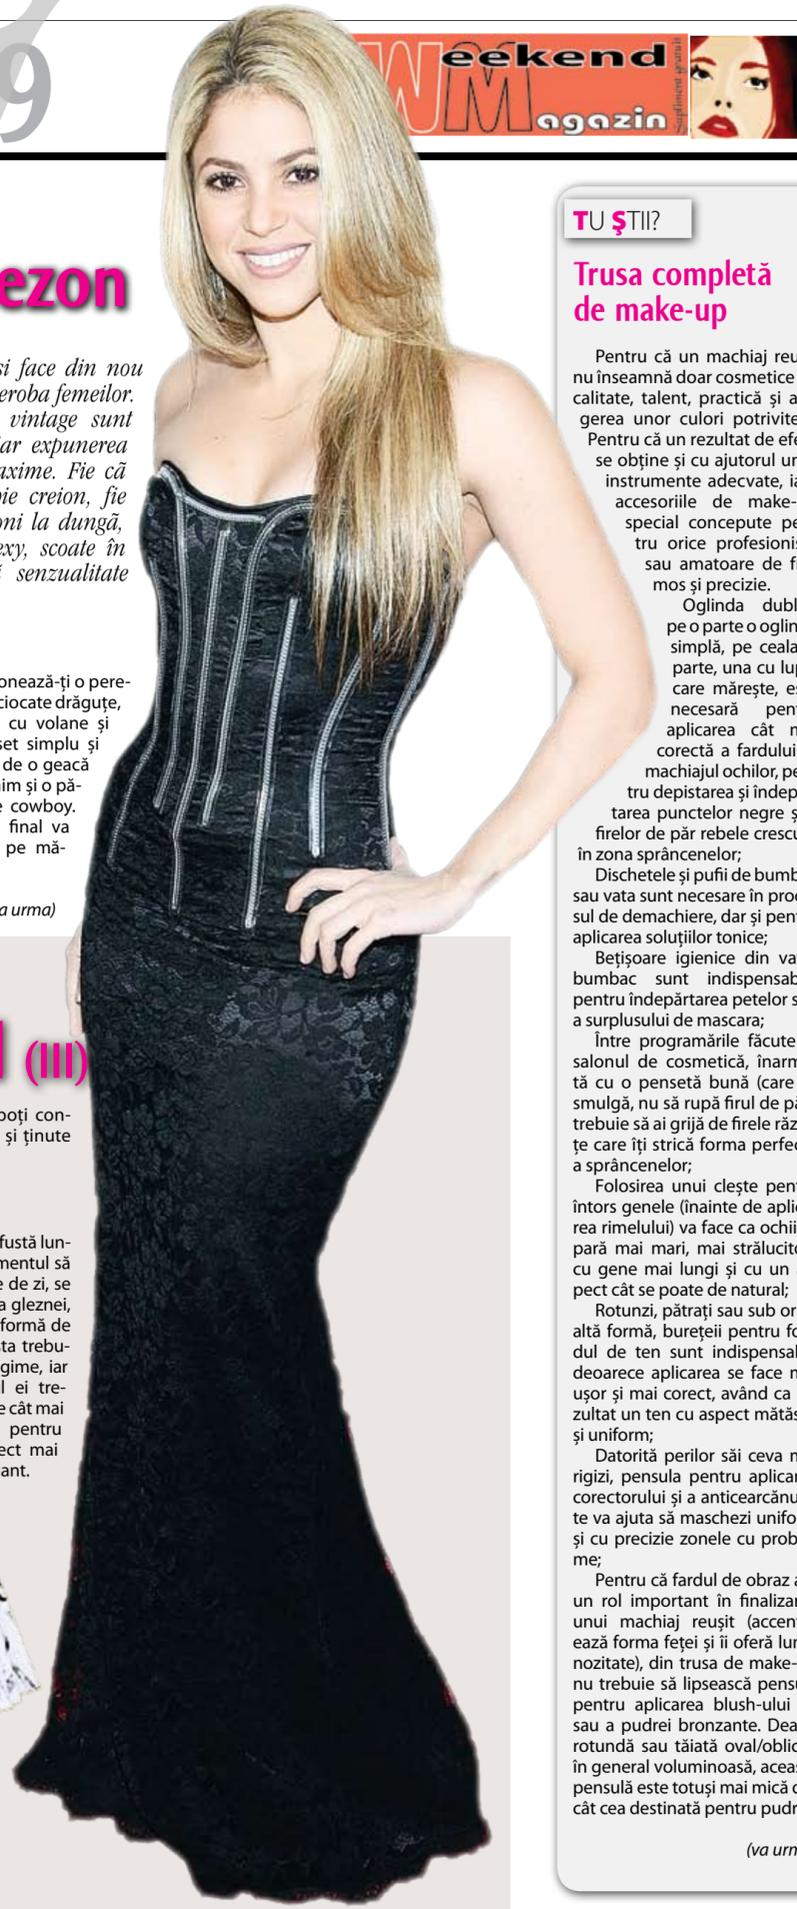 9
Weekend
Magazin
Supliment gratuit
ezon
si face din nou
eroba femeilor.
vintage sunt
ar expunerea
axime. Fie cã
ie creion, fie
oni la dungã,
exy, scoate în
senzualitate
onează-ți o pere-
ciocate drăguțe,
cu volane și
set simplu și
de o geacă
im și o pă-
e cowboy.
final va
pe mă-
a urma)
(III)
poți con-
și ținute
fustă lun-
mentul să
e de zi, se
a gleznei,
formă de
sta trebu-
gime, iar
l ei tre-
e cât mai
pentru
ect mai
ant.
TU ȘTII?
Trusa completă
de make-up
Pentru că un machiaj reu
nu înseamnă doar cosmetice
calitate, talent, practică și a
gerea unor culori potrivite
Pentru că un rezultat de efe
se obține și cu ajutorul un
instrumente adecvate, ia
accesoriile de make-
special concepute pe
tru orice profesionis
sau amatoare de f
mos și precizie.
Oglinda dubl
pe o parte o oglin
simplă, pe ceala
parte, una cu lup
care mărește, es
necesară pent
aplicarea cât m
corectă a fardului
machiajul ochilor, pe
tru depistarea și îndep
tarea punctelor negre ș
firelor de păr rebele crescu
în zona sprâncenelor;
Dischetele și pufii de bumb
sau vata sunt necesare în proc
sul de demachiere, dar și pent
aplicarea soluțiilor tonice;
Bețișoare igienice din va
bumbac sunt indispensab
pentru îndepărtarea petelor s
a surplusului de mascara;
Între programările făcute
salonul de cosmetică, înarm
tă cu o pensetă bună (care
smulgă, nu să rupă firul de pă
trebuie să ai grijă de firele răz
țe care îți strică forma perfec
a sprâncenelor;
Folosirea unui clește pent
întors genele (înainte de aplic
rea rimelului) va face ca ochii
pară mai mari, mai strălucito
cu gene mai lungi și cu un
pect cât se poate de natural;
Rotunzi, pătrați sau sub or
altă formă, bureței pentru fo
dul de ten sunt indispensab
deoarece aplicarea se face m
ușor și mai corect, având ca
zultat un ten cu aspect mătăs
și uniform;
Datorită perilor săi ceva m
rigizi, pensula pentru aplicar
corectorului și a anticearcănu
te va ajuta să maschezi unifo
și cu precizie zonele cu prob
me;
Pentru că fardul de obraz a
un rol important în finalizar
unui machiaj reușit (accent
ează forma feței și îi oferă lum
nozitate), din trusa de make-
nu trebuie să lipsească pensu
pentru aplicarea blush-ului
sau a pudrei bronzante. Dea
rotundă sau tăiată oval/oblic
în general voluminoasă, aceas
pensulă este totuși mai mică d
cât cea destinată pentru pudr
(va urm